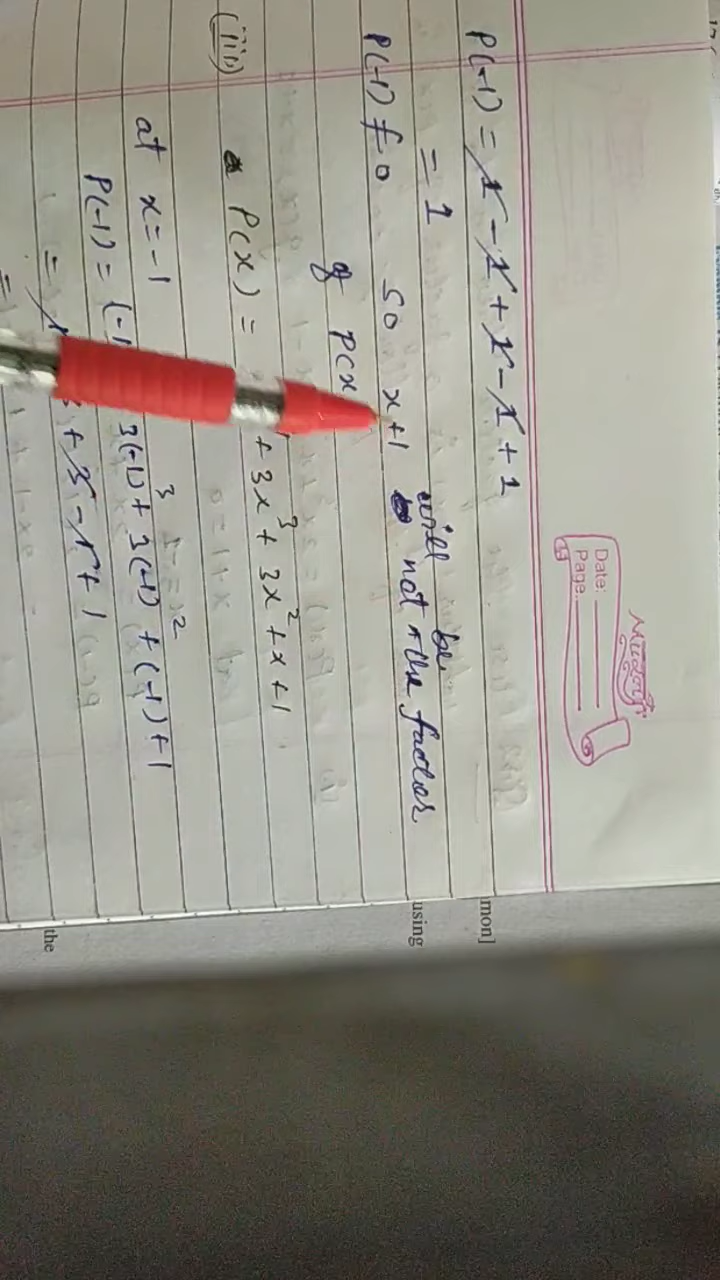 Mudonit
Date:
Page:
P(-1) = 1 - 1 + 1 - 1 + 1
= 1
P(-1) ≠ 0 so x+1 will be not the factor
of P(x
(iii) P(x) = + 3x³ + 3x² + x + 1
at x = -1
P(-1) = (-1 3(-1)³ + 3(-1)² + (-1) + 1
= + 3 - 1 + 1
=
mon]
using
the